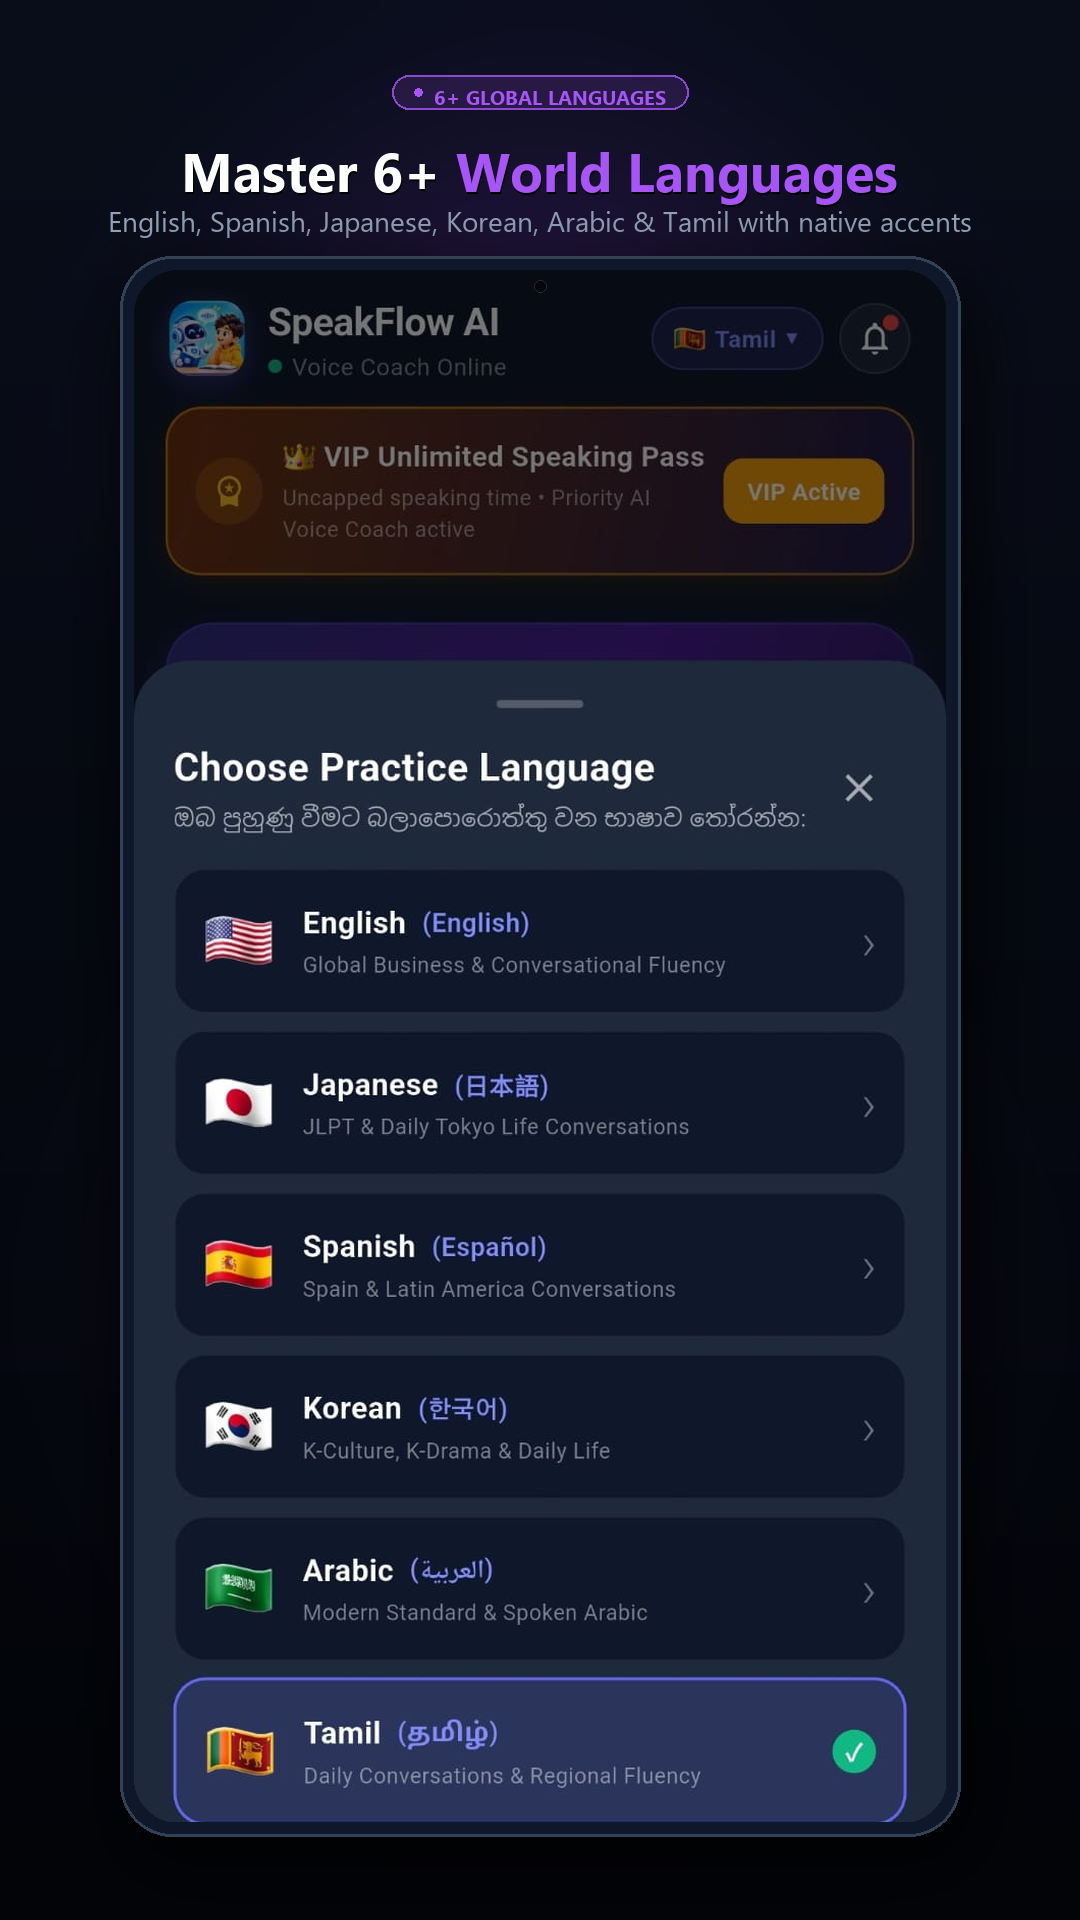 6+ GLOBAL LANGUAGES
Master 6+ World Languages
English, Spanish, Japanese, Korean, Arabic & Tamil with native accents
SpeakFlow AI
Voice Coach Online
Tamil
VIP Unlimited Speaking Pass
Uncapped speaking time • Priority AI
Voice Coach active
VIP Active
Choose Practice Language
ඔබ පුහුණු වීමට බලාපොරොත්තු වන භාෂාව තෝරන්න:
English (English)
Global Business & Conversational Fluency
Japanese (日本語)
JLPT & Daily Tokyo Life Conversations
Spanish (Español)
Spain & Latin America Conversations
Korean (한국어)
K-Culture, K-Drama & Daily Life
Arabic (العربية)
Modern Standard & Spoken Arabic
Tamil (தமிழ்)
Daily Conversations & Regional Fluency